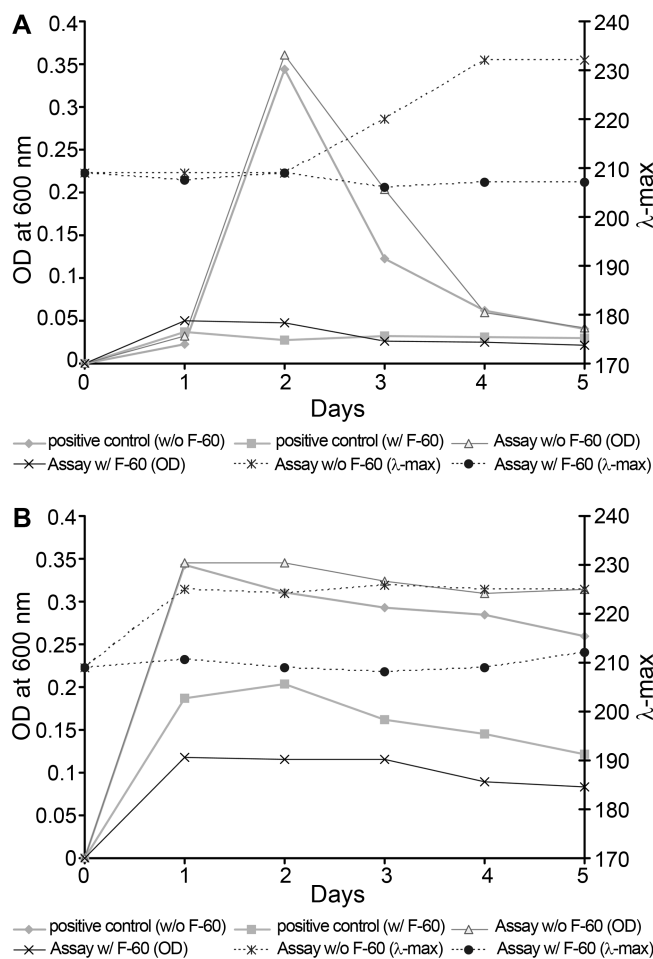 A
0.4
0.35
0.3
0.25
0.2
0.15
0.1
0.05
0
OD at 600 nm
240
230
220
210
200
190
180
170
λ-max
0 1 2 3 4 5
Days
positive control (w/o F-60) positive control (w/ F-60) Assay w/o F-60 (OD)
Assay w/ F-60 (OD) Assay w/o F-60 (λ-max) Assay w/ F-60 (λ-max)
B
0.4
0.35
0.3
0.25
0.2
0.15
0.1
0.05
0
OD at 600 nm
240
230
220
210
200
190
180
170
λ-max
0 1 2 3 4 5
Days
positive control (w/o F-60) positive control (w/ F-60) Assay w/o F-60 (OD)
Assay w/ F-60 (OD) Assay w/o F-60 (λ-max) Assay w/ F-60 (λ-max)